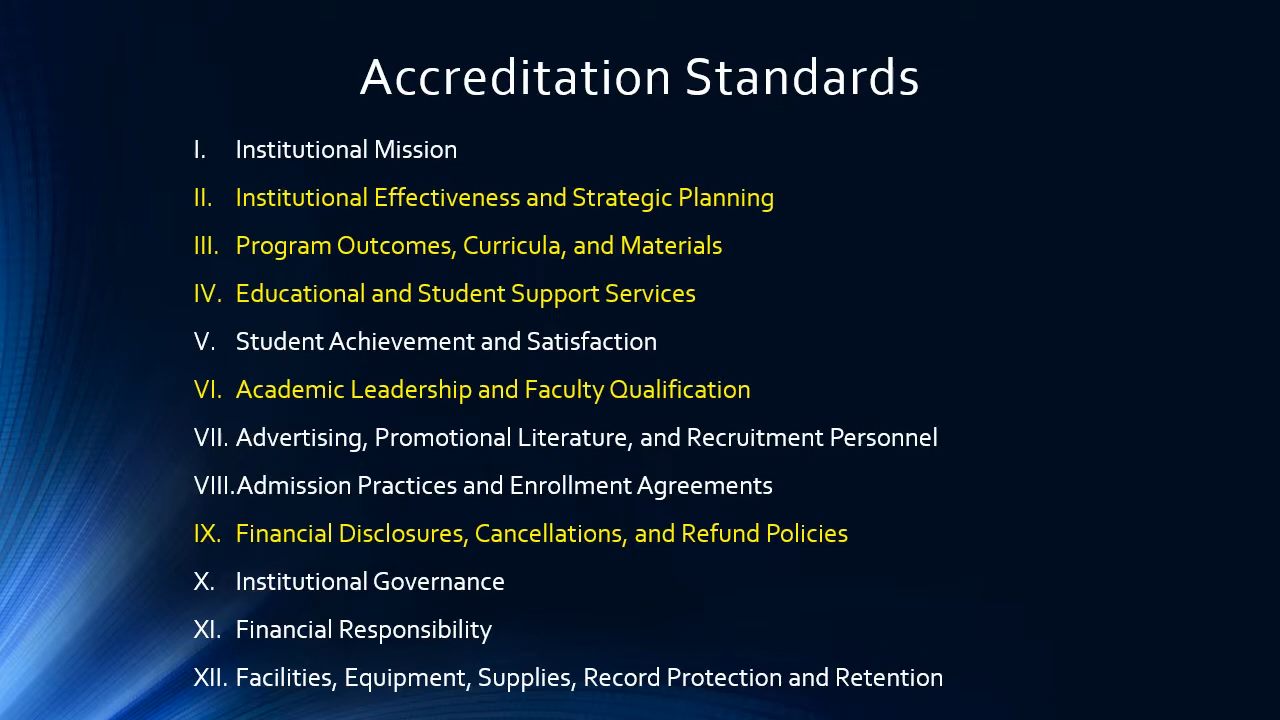 Accreditation Standards
I. Institutional Mission
II. Institutional Effectiveness and Strategic Planning
III. Program Outcomes, Curricula, and Materials
IV. Educational and Student Support Services
V. Student Achievement and Satisfaction
VI. Academic Leadership and Faculty Qualification
VII. Advertising, Promotional Literature, and Recruitment Personnel
VIII. Admission Practices and Enrollment Agreements
IX. Financial Disclosures, Cancellations, and Refund Policies
X. Institutional Governance
XI. Financial Responsibility
XII. Facilities, Equipment, Supplies, Record Protection and Retention